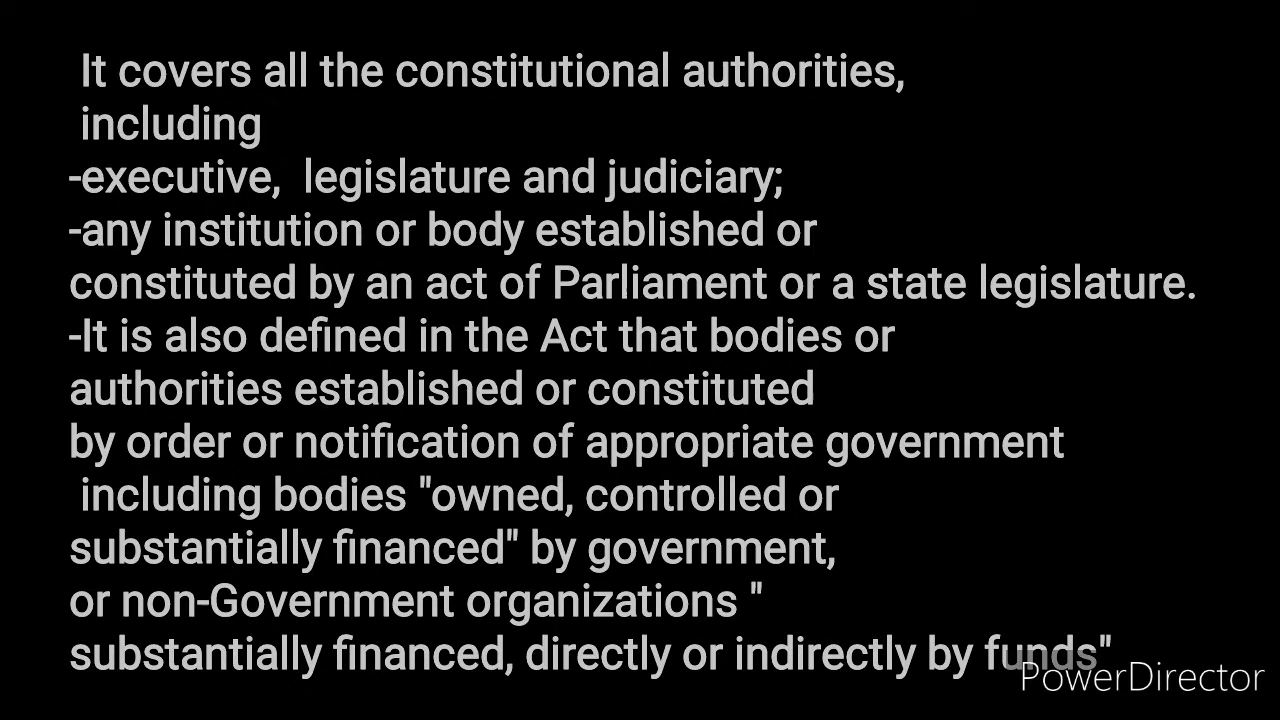 It covers all the constitutional authorities,
including
-executive,  legislature and judiciary;
-any institution or body established or
constituted by an act of Parliament or a state legislature.
-It is also defined in the Act that bodies or
authorities established or constituted
by order or notification of appropriate government
including bodies "owned, controlled or
substantially financed" by government,
or non-Government organizations "
substantially financed, directly or indirectly by funds"
PowerDirector